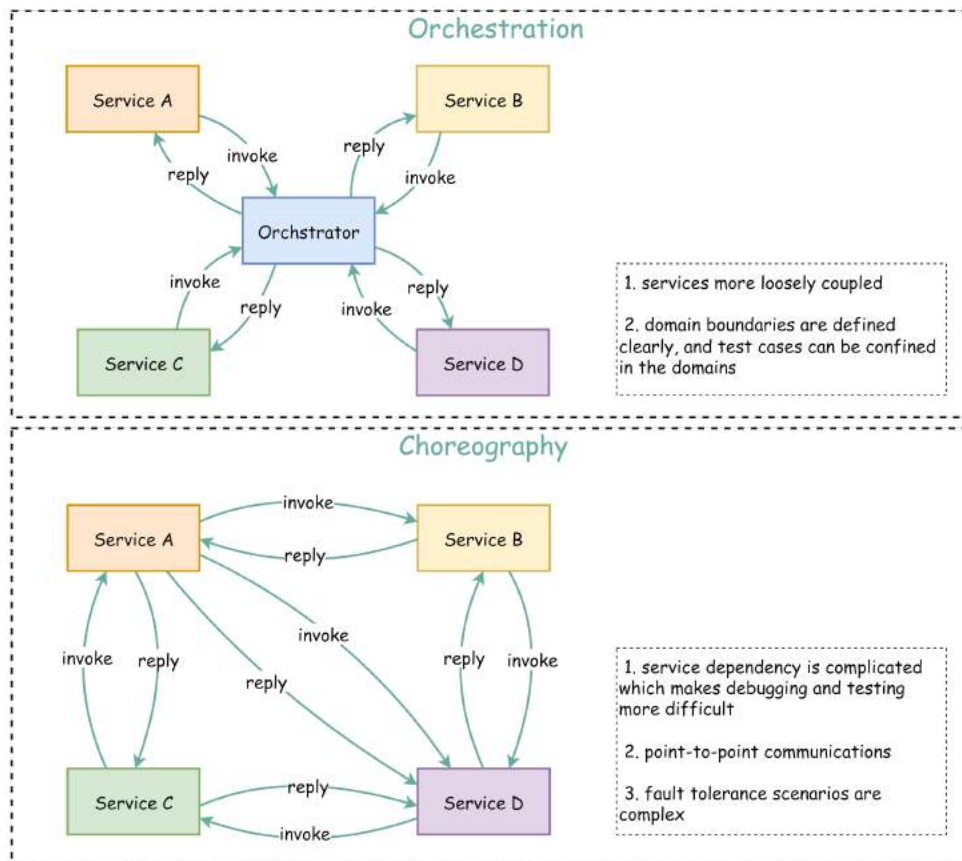 Orchestration
Service A
Service B
invoke
reply
reply
invoke
Orchstrator
invoke
reply
reply
invoke
Service C
Service D
1. services more loosely coupled
2. domain boundaries are defined
clearly, and test cases can be confined
in the domains
Choreography
invoke
Service A
Service B
reply
invoke
invoke
reply
reply
invoke
reply
Service C
reply
Service D
invoke
1. service dependency is complicated
which makes debugging and testing
more difficult
2. point-to-point communications
3. fault tolerance scenarios are
complex